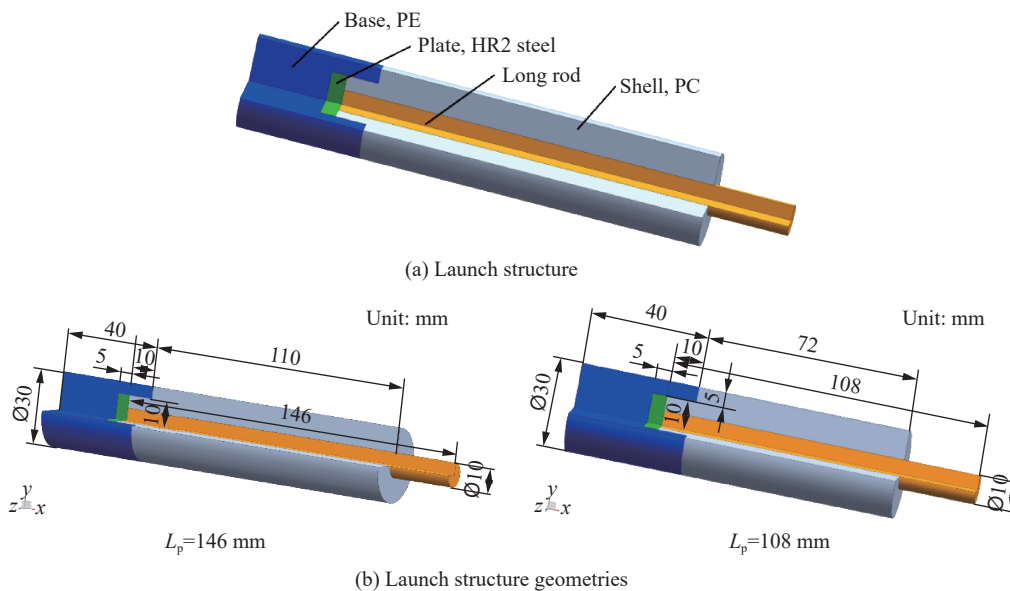 Base, PE
Plate, HR2 steel
Long rod
Shell, PC
(a) Launch structure
Unit: mm
40
5
10
110
146
10
Ø30
Ø10
y
z
x
Lp=146 mm
Unit: mm
40
10
72
5
108
5
10
Ø30
Ø10
y
z
x
Lp=108 mm
(b) Launch structure geometries